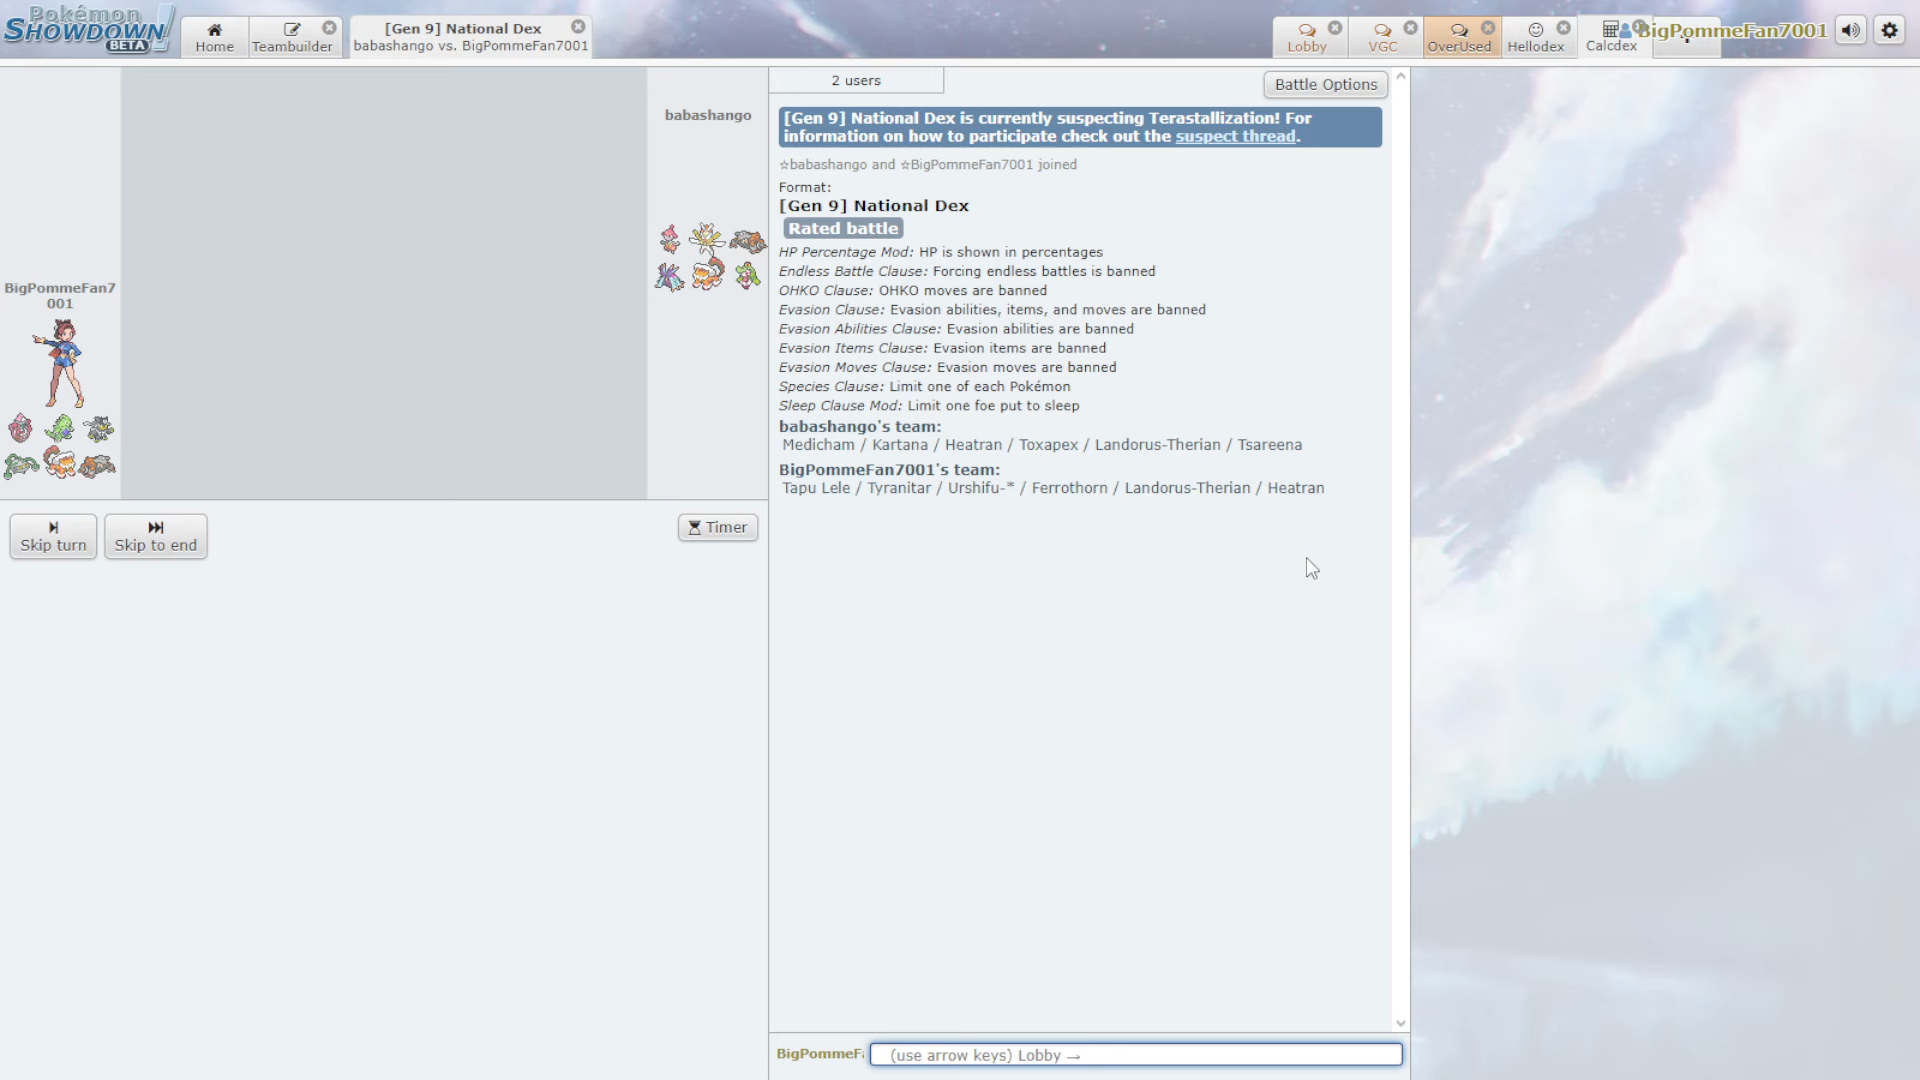 Pokémon
SHOWDOWN!
BETA
Home
Teambuilder
[Gen 9] National Dex
babashango vs. BigPommeFan7001
Lobby
VGC
OverUsed
Hellodex
Calcdex
BigPommeFan7001
2 users
Battle Options
babashango
BigPommeFan7
001
[Gen 9] National Dex is currently suspecting Terastallization! For
information on how to participate check out the suspect thread.
☆babashango and ☆BigPommeFan7001 joined
Format:
[Gen 9] National Dex
Rated battle
HP Percentage Mod: HP is shown in percentages
Endless Battle Clause: Forcing endless battles is banned
OHKO Clause: OHKO moves are banned
Evasion Clause: Evasion abilities, items, and moves are banned
Evasion Abilities Clause: Evasion abilities are banned
Evasion Items Clause: Evasion items are banned
Evasion Moves Clause: Evasion moves are banned
Species Clause: Limit one of each Pokémon
Sleep Clause Mod: Limit one foe put to sleep
babashango's team:
Medicham / Kartana / Heatran / Toxapex / Landorus-Therian / Tsareena
BigPommeFan7001's team:
Tapu Lele / Tyranitar / Urshifu-* / Ferrothorn / Landorus-Therian / Heatran
Skip turn
Skip to end
Timer
BigPommeFa
(use arrow keys) Lobby →